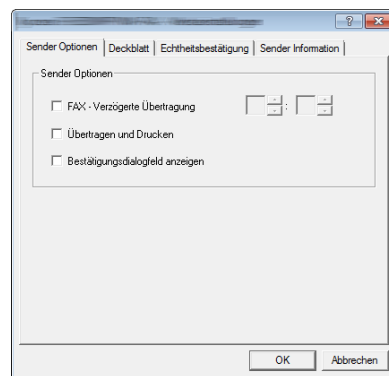 Sender Optionen Deckblatt Echtheitsbestätigung Sender Information
Sender Optionen
FAX - Verzögerte Übertragung :
Übertragen und Drucken
Bestätigungsdialogfeld anzeigen
OK Abbrechen